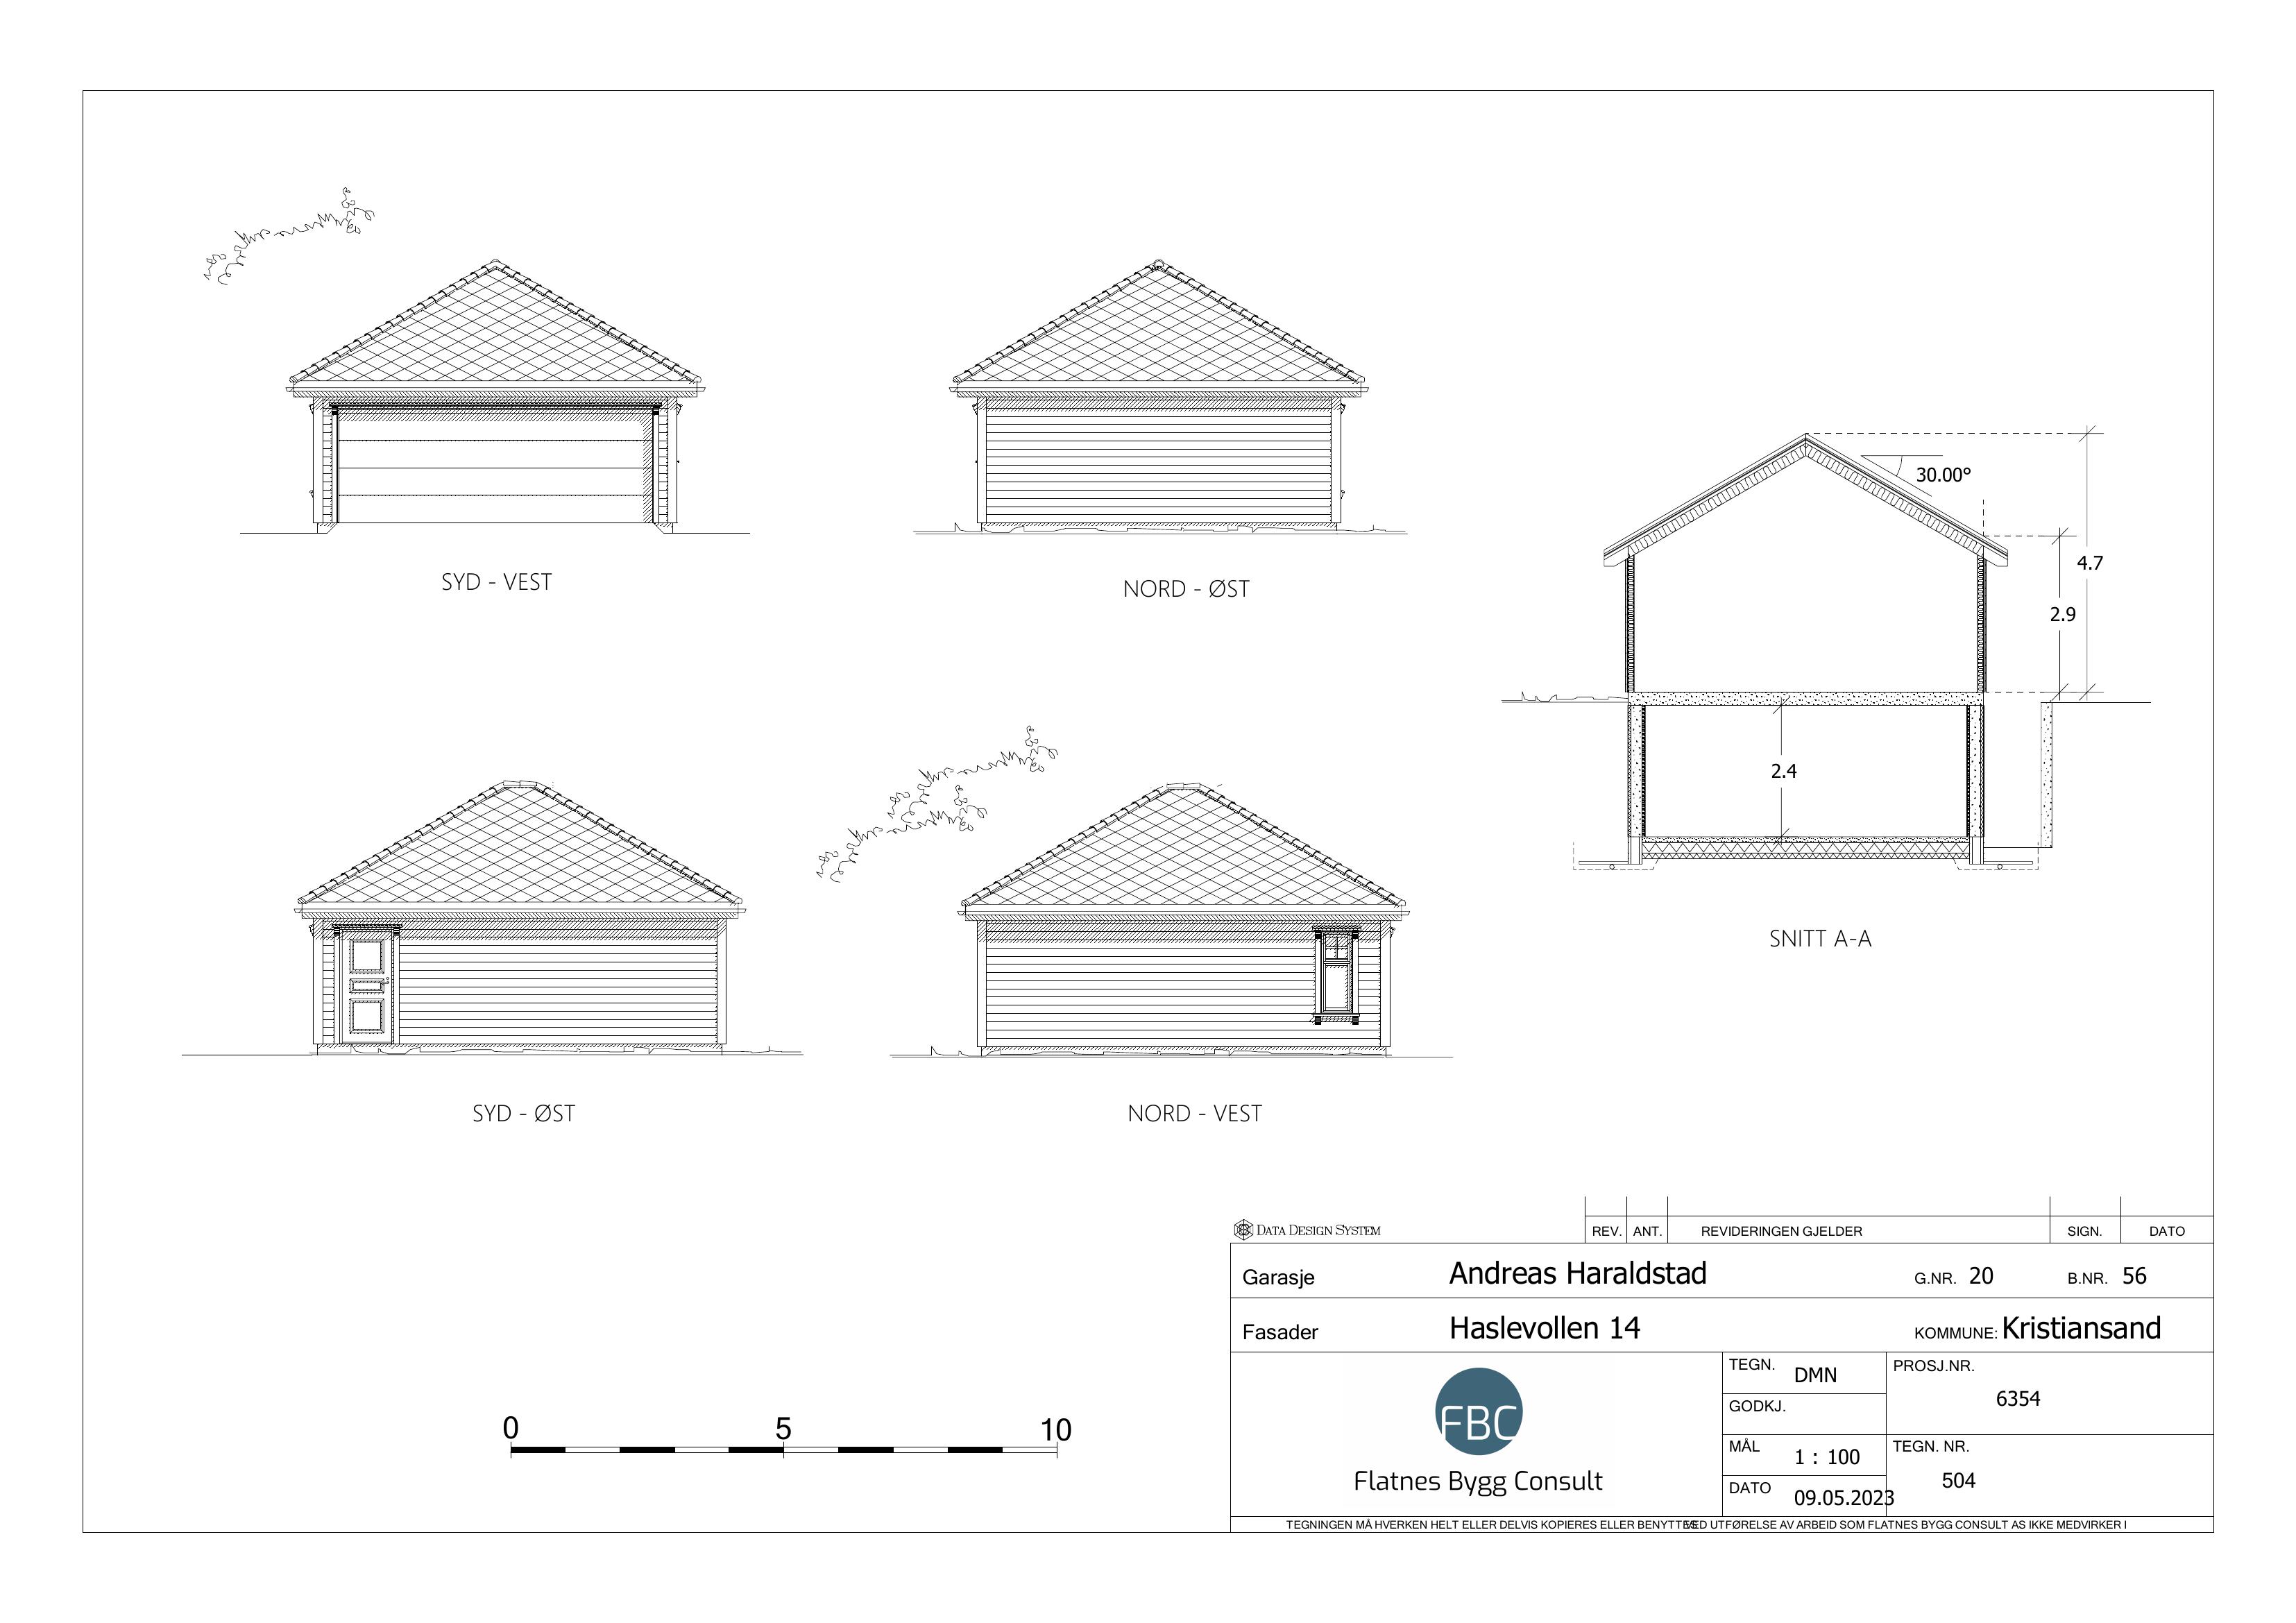 SYD - VEST
NORD - ØST
30.00°
4.7
2.9
2.4
SNITT A-A
SYD - ØST
NORD - VEST
0 5 10
DATA DESIGN SYSTEM
REV. ANT. REVIDERINGEN GJELDER SIGN. DATO
Garasje Andreas Haraldstad G.NR. 20 B.NR. 56
Fasader Haslevollen 14 KOMMUNE: Kristiansand
FBC
Flatnes Bygg Consult
TEGN. DMN
GODKJ.
MÅL 1 : 100
DATO 09.05.2023
PROSJ.NR.
6354
TEGN. NR.
504
TEGNINGEN MÅ HVERKEN HELT ELLER DELVIS KOPIERES ELLER BENYTTES VED UTFØRELSE AV ARBEID SOM FLATNES BYGG CONSULT AS IKKE MEDVIRKER I